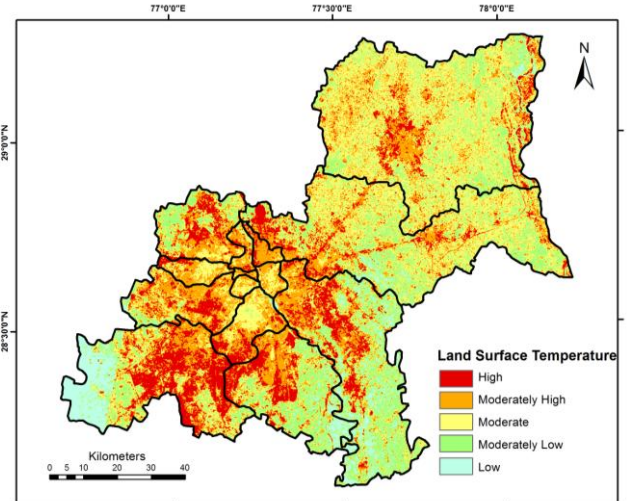 77°0'0"E 77°30'0"E 78°0'0"E
N
29°0'0"N
28°30'0"N
Land Surface Temperature
High
Moderately High
Moderate
Moderately Low
Low
Kilometers
0 5 10 20 30 40